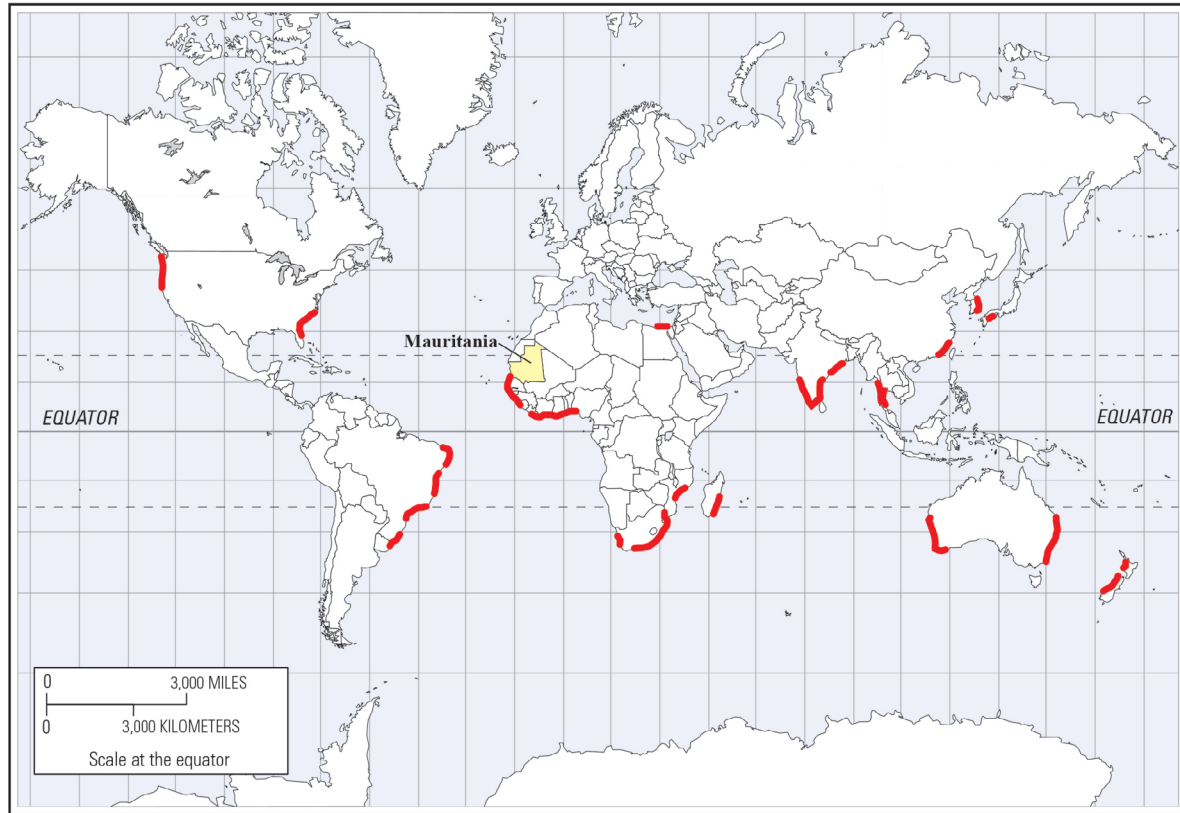 Mauritania
EQUATOR
EQUATOR
0
3,000 MILES
0
3,000 KILOMETERS
Scale at the equator